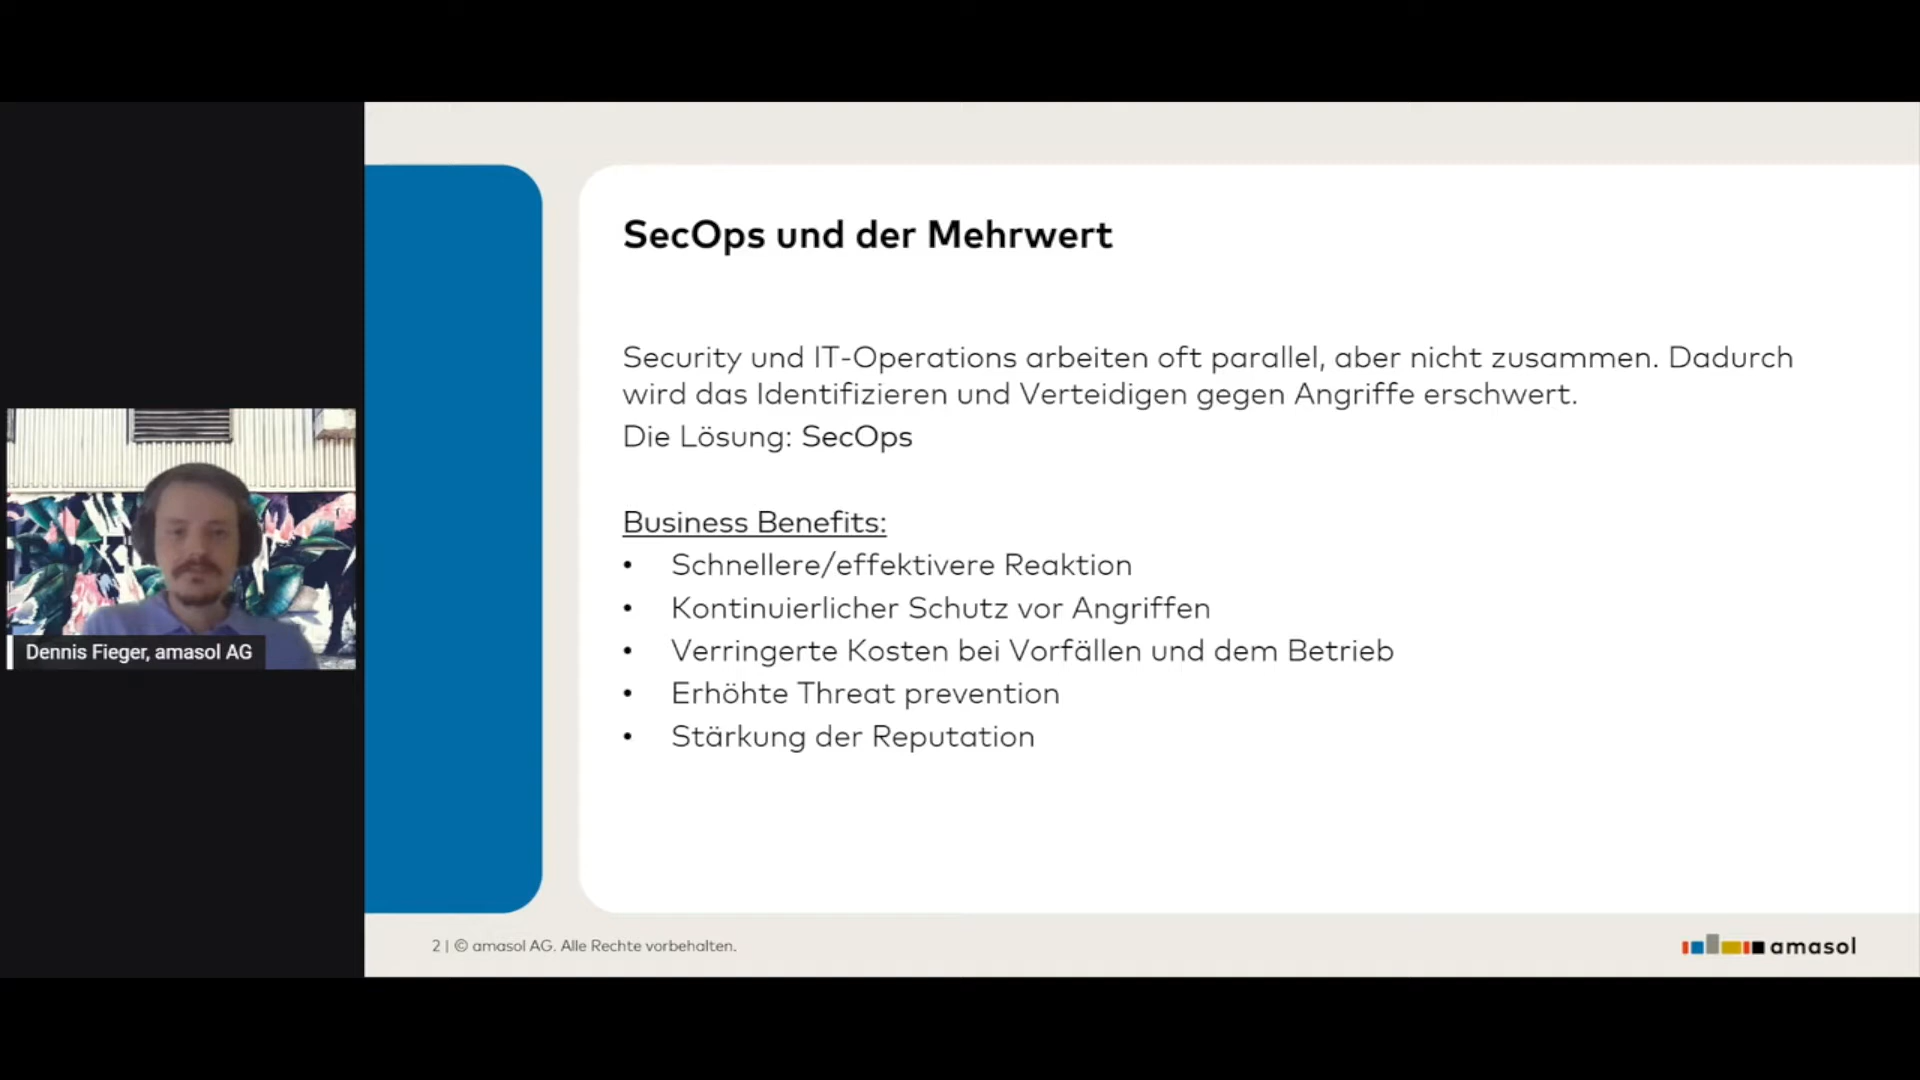 SecOps und der Mehrwert
Security und IT-Operations arbeiten oft parallel, aber nicht zusammen. Dadurch
wird das Identifizieren und Verteidigen gegen Angriffe erschwert.
Die Lösung: SecOps
Business Benefits:
• Schnellere/effektivere Reaktion
• Kontinuierlicher Schutz vor Angriffen
• Verringerte Kosten bei Vorfällen und dem Betrieb
• Erhöhte Threat prevention
• Stärkung der Reputation
Dennis Fieger, amasol AG
2 | © amasol AG. Alle Rechte vorbehalten.
amasol